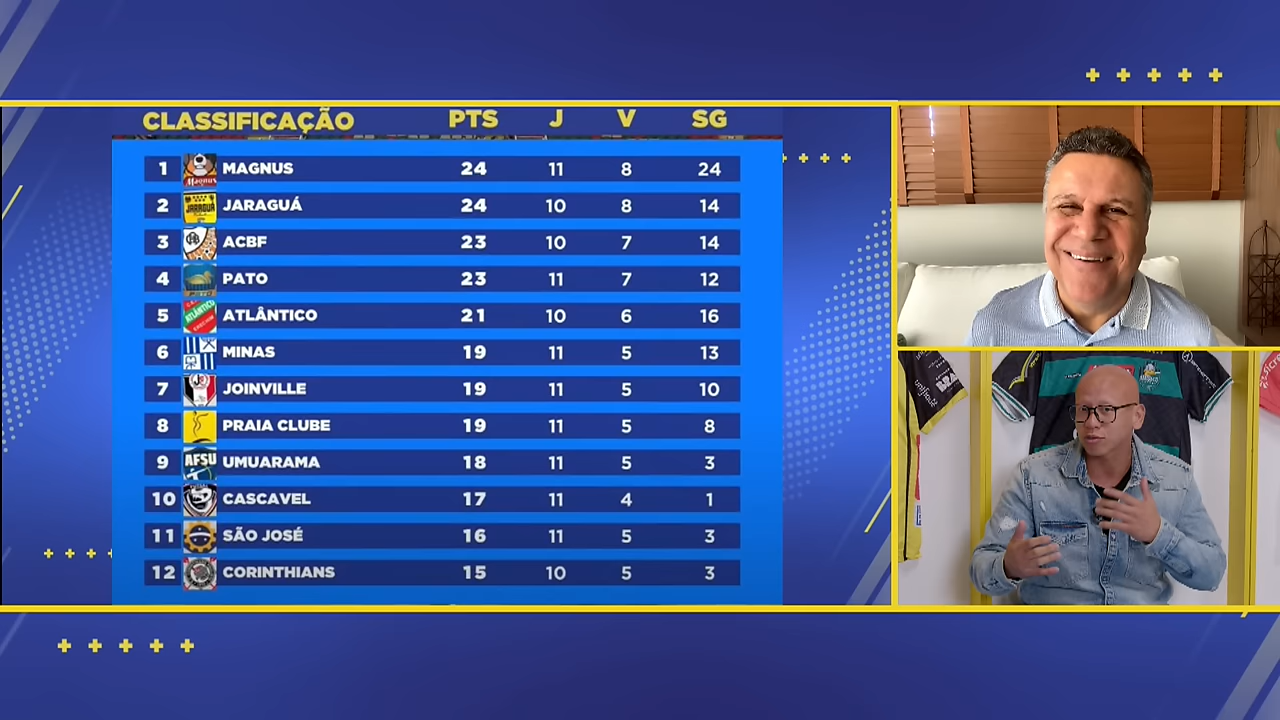 CLASSIFICAÇÃO PTS J V SG
1 MAGNUS 24 11 8 24
2 JARAGUÁ 24 10 8 14
3 ACBF 23 10 7 14
4 PATO 23 11 7 12
5 ATLÂNTICO 21 10 6 16
6 MINAS 19 11 5 13
7 JOINVILLE 19 11 5 10
8 PRAIA CLUBE 19 11 5 8
9 UMUARAMA 18 11 5 3
10 CASCAVEL 17 11 4 1
11 SÃO JOSÉ 16 11 5 3
12 CORINTHIANS 15 10 5 3
Magnus
JARAGUÁ
ATLÂNTICO
AFSU